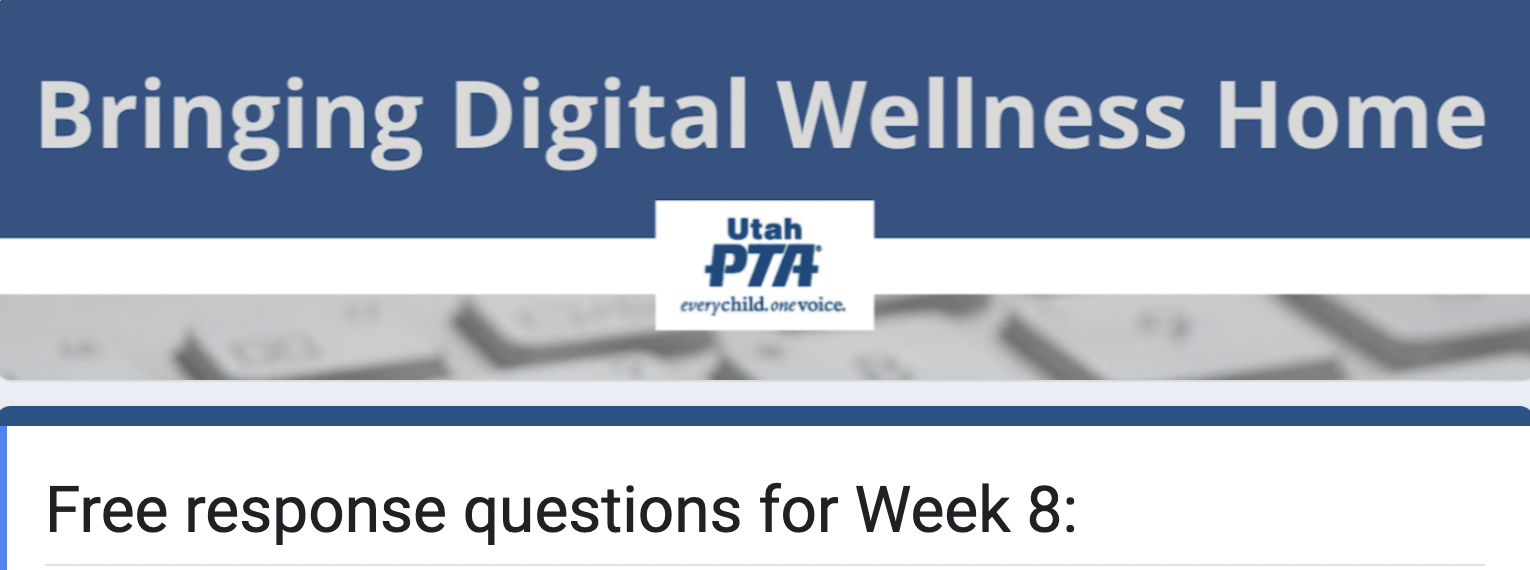 Bringing Digital Wellness Home
Utah
PTA®
everychild.onevoice.
Free response questions for Week 8: